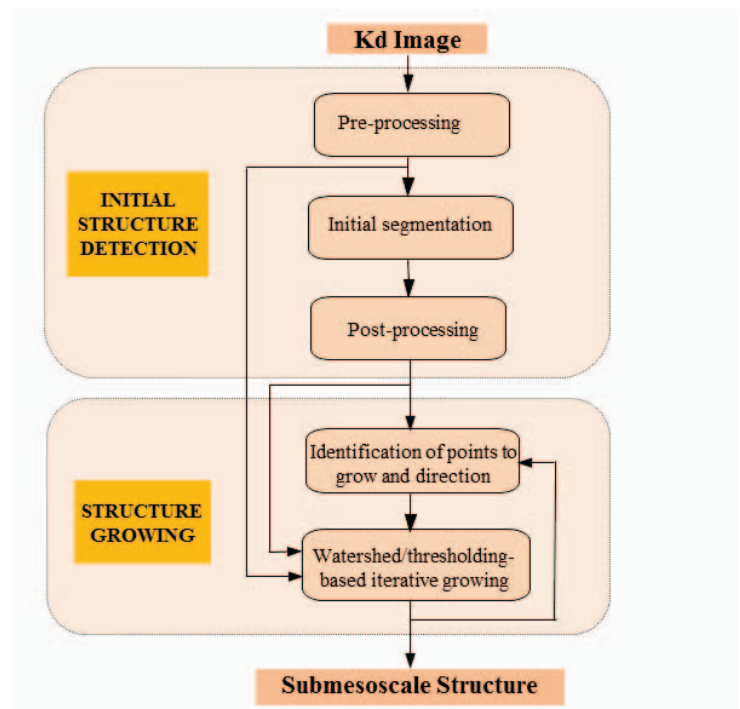 Kd Image
Pre-processing
INITIAL
STRUCTURE
DETECTION
Initial segmentation
Post-processing
Identification of points to
grow and direction
STRUCTURE
GROWING
Watershed/thresholding-
based iterative growing
Submesoscale Structure